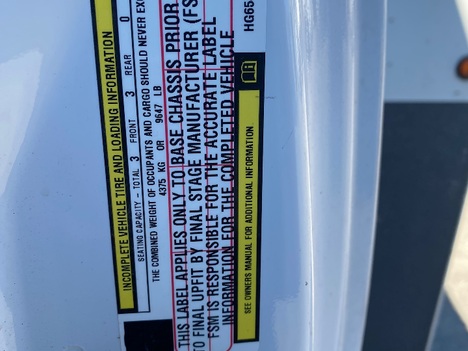 INCOMPLETE VEHICLE TIRE AND LOADING INFORMATION
SEATING CAPACITY - TOTAL 3 FRONT 3 REAR 0
THE COMBINED WEIGHT OF OCCUPANTS AND CARGO SHOULD NEVER EXC
4375 KG OR 9647 LB
THIS LABEL APPLIES ONLY TO BASE CHASSIS PRIOR
TO FINAL UPFIT BY FINAL STAGE MANUFACTURER (FS
FSM IS RESPONSIBLE FOR THE ACCURATE LABEL
INFORMATION FOR THE COMPLETED VEHICLE
SEE OWNERS MANUAL FOR ADDITIONAL INFORMATION
HG65